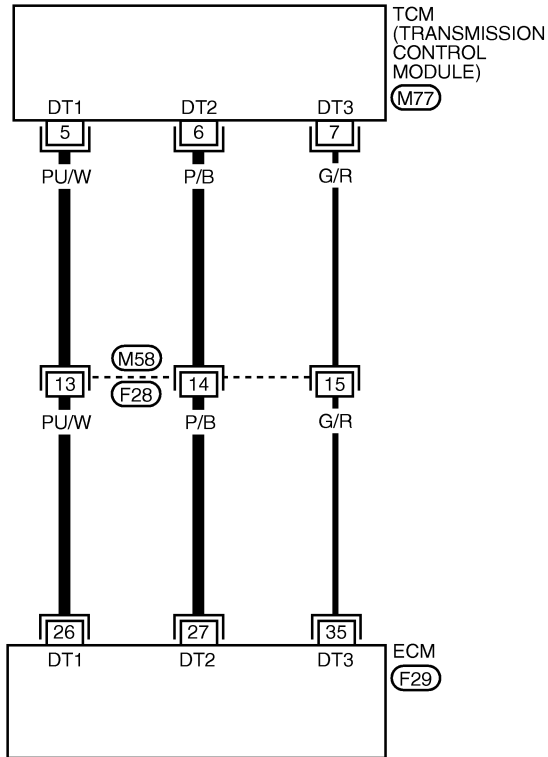 TCM
(TRANSMISSION
CONTROL
MODULE)
M77
DT1 DT2 DT3
5 6 7
PU/W P/B G/R
M58
13 14 15
F28
PU/W P/B G/R
26 27 35
DT1 DT2 DT3
ECM
F29